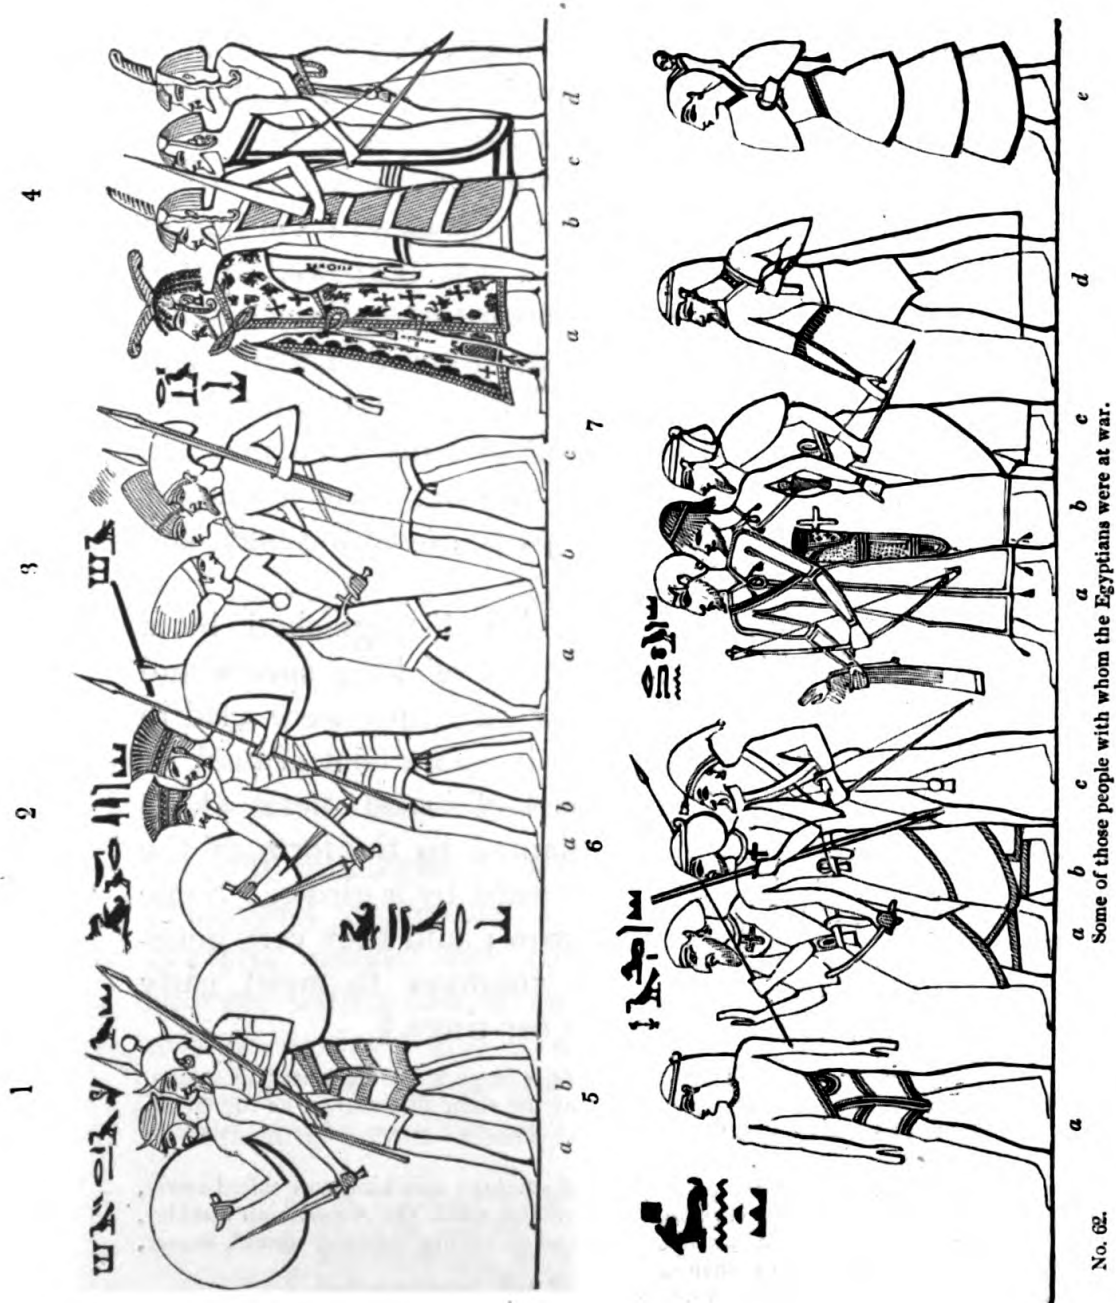 1 2 3 4
a b a b a b c a b c d
5 6 7
a a b c a b c d e
No. 62. Some of those people with whom the Egyptians were at war.